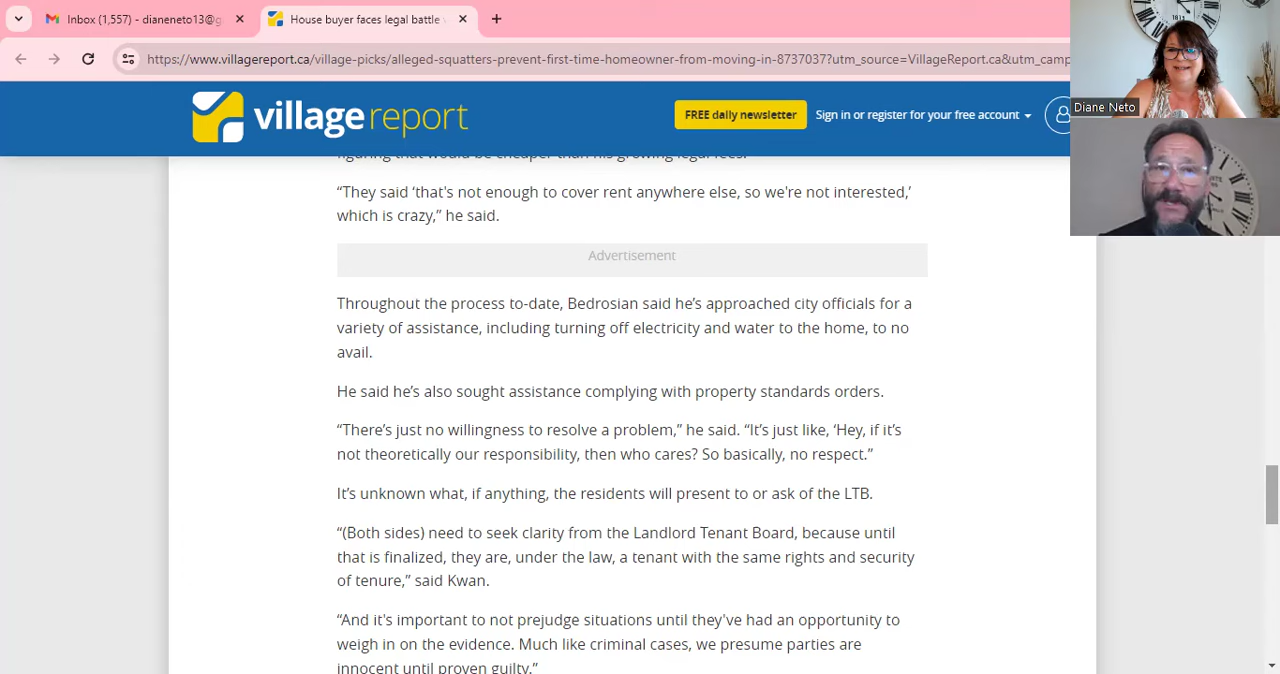 Inbox (1,557) - dianeneto13@g
House buyer faces legal battle
https://www.villagereport.ca/village-picks/alleged-squatters-prevent-first-time-homeowner-from-moving-in-8737037?utm_source=VillageReport.ca&utm_camp
Diane Neto
village report
FREE daily newsletter
Sign in or register for your free account
figuring that would be cheaper than his growing legal fees.
“They said ‘that's not enough to cover rent anywhere else, so we're not interested,’
which is crazy,” he said.
Advertisement
Throughout the process to-date, Bedrosian said he’s approached city officials for a
variety of assistance, including turning off electricity and water to the home, to no
avail.
He said he’s also sought assistance complying with property standards orders.
“There’s just no willingness to resolve a problem,” he said. “It’s just like, ‘Hey, if it’s
not theoretically our responsibility, then who cares? So basically, no respect.”
It’s unknown what, if anything, the residents will present to or ask of the LTB.
“(Both sides) need to seek clarity from the Landlord Tenant Board, because until
that is finalized, they are, under the law, a tenant with the same rights and security
of tenure,” said Kwan.
“And it's important to not prejudge situations until they've had an opportunity to
weigh in on the evidence. Much like criminal cases, we presume parties are
innocent until proven guilty.”